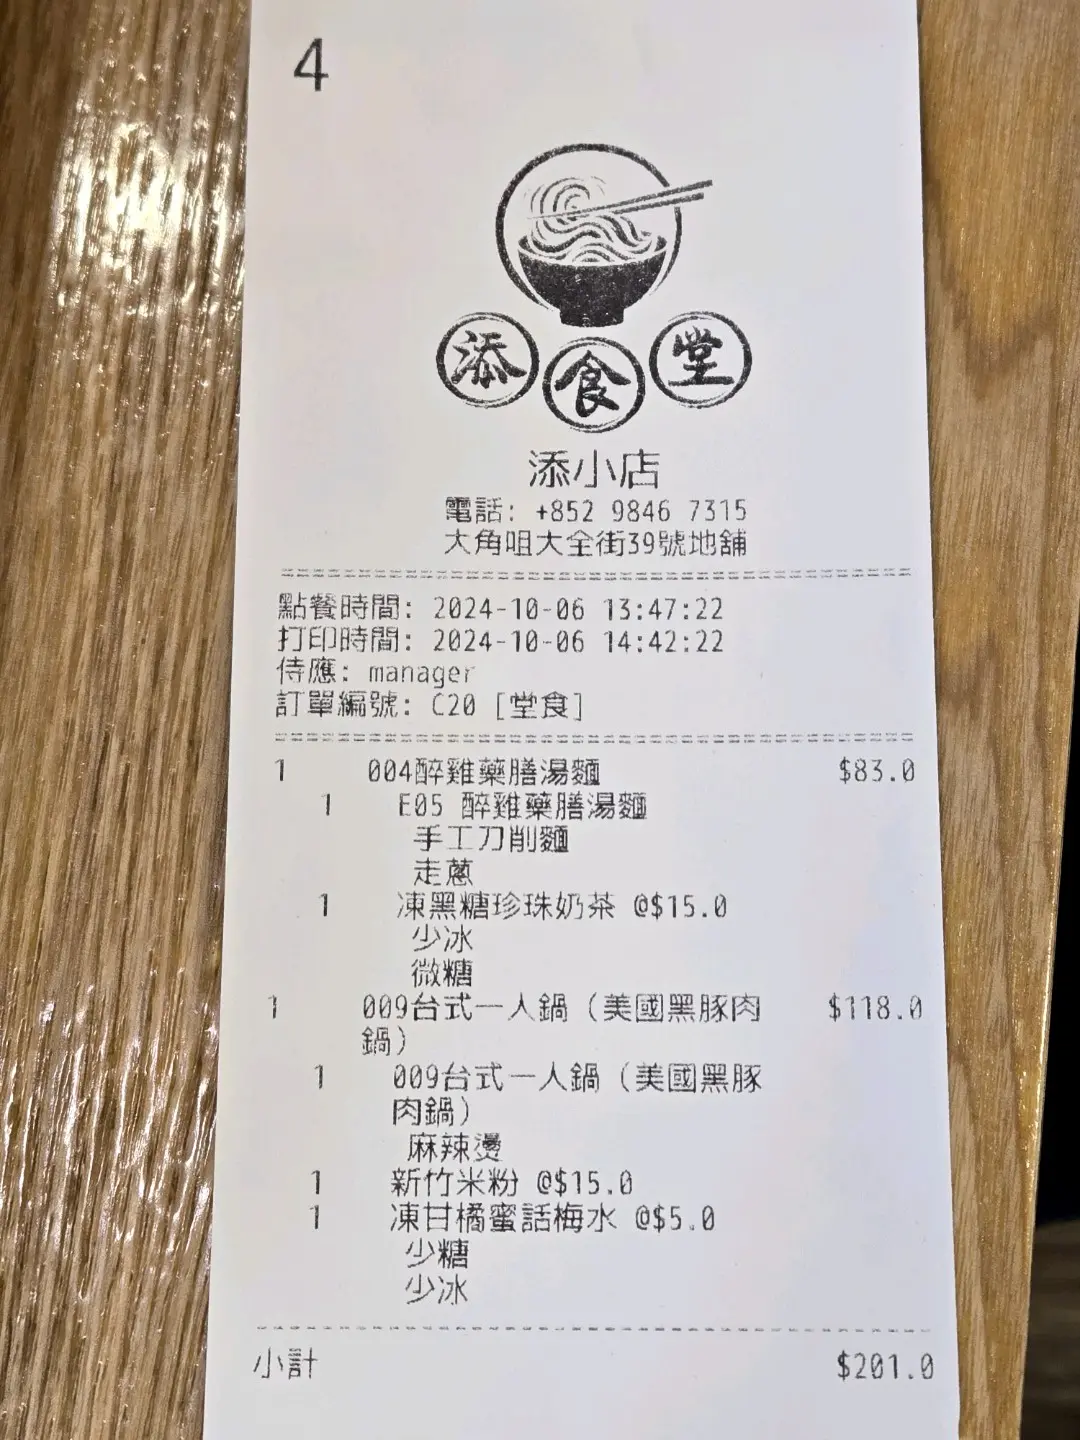 4
添食堂
添小店
電話: +852 9846 7315
大角咀大全街39號地舖
點餐時間: 2024-10-06 13:47:22
打印時間: 2024-10-06 14:42:22
侍應: manager
訂單編號: C20 [堂食]
1 004醉雞藥膳湯麵 $83.0
1 E05 醉雞藥膳湯麵
手工刀削麵
走蔥
1 凍黑糖珍珠奶茶 @$15.0
少冰
微糖
1 009台式一人鍋（美國黑豚肉 $118.0
鍋）
1 009台式一人鍋（美國黑豚
肉鍋）
麻辣燙
1 新竹米粉 @$15.0
1 凍甘橘蜜話梅水 @$5.0
少糖
少冰
小計 $201.0